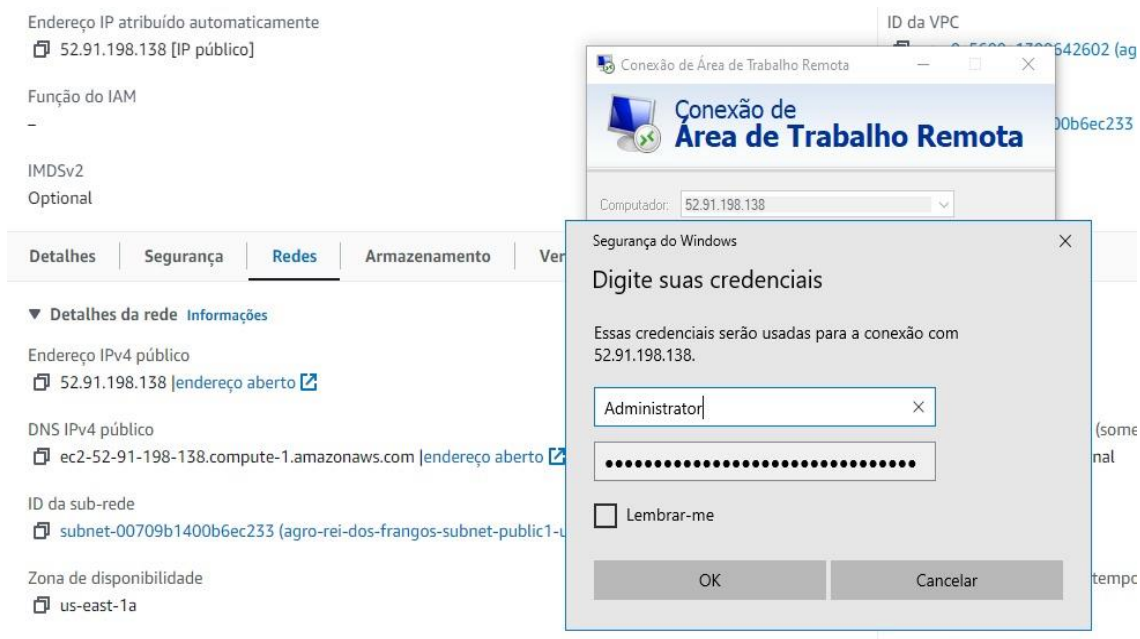 Endereço IP atribuído automaticamente
52.91.198.138 [IP público]
Função do IAM
–
IMDSv2
Optional
ID da VPC
642602 (ag
00b6ec233
Conexão de Área de Trabalho Remota
Conexão de
Área de Trabalho Remota
Computador: 52.91.198.138
Detalhes
Segurança
Redes
Armazenamento
Ver
Detalhes da rede Informações
Endereço IPv4 público
52.91.198.138 |endereço aberto
DNS IPv4 público
ec2-52-91-198-138.compute-1.amazonaws.com |endereço aberto
ID da sub-rede
subnet-00709b1400b6ec233 (agro-rei-dos-frangos-subnet-public1-u
Zona de disponibilidade
us-east-1a
Segurança do Windows
Digite suas credenciais
Essas credenciais serão usadas para a conexão com
52.91.198.138.
Administrator
Lembrar-me
OK
Cancelar
(some
nal
tempo